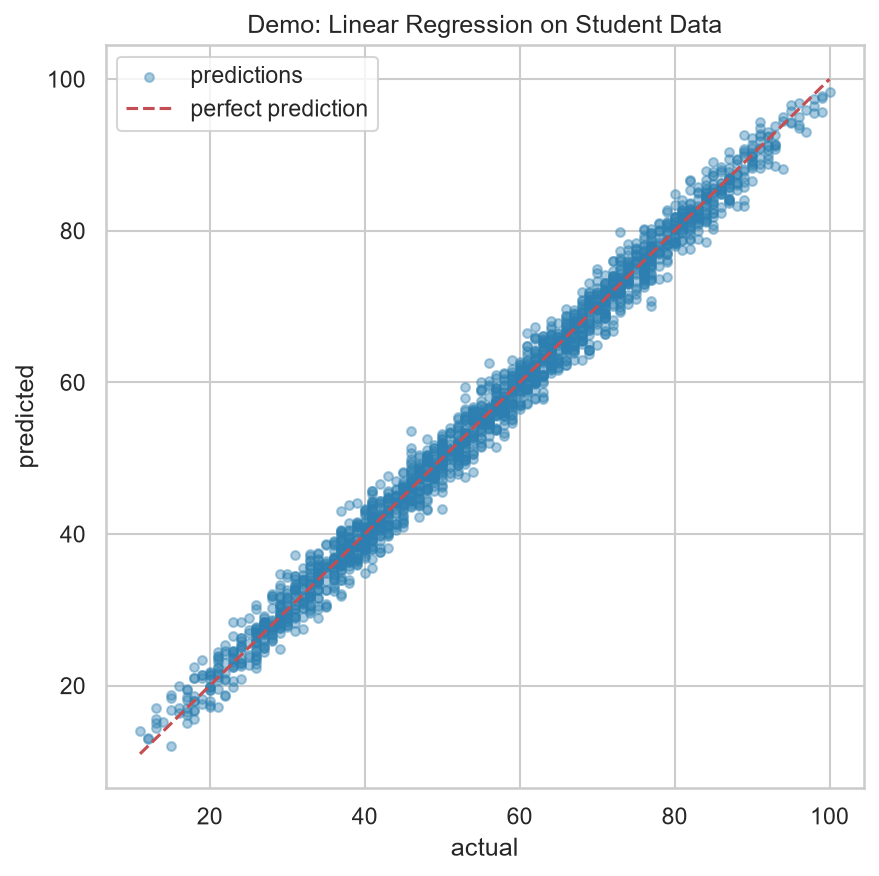 Demo: Linear Regression on Student Data
predictions
perfect prediction
100
80
60
40
20
predicted
20 40 60 80 100
actual